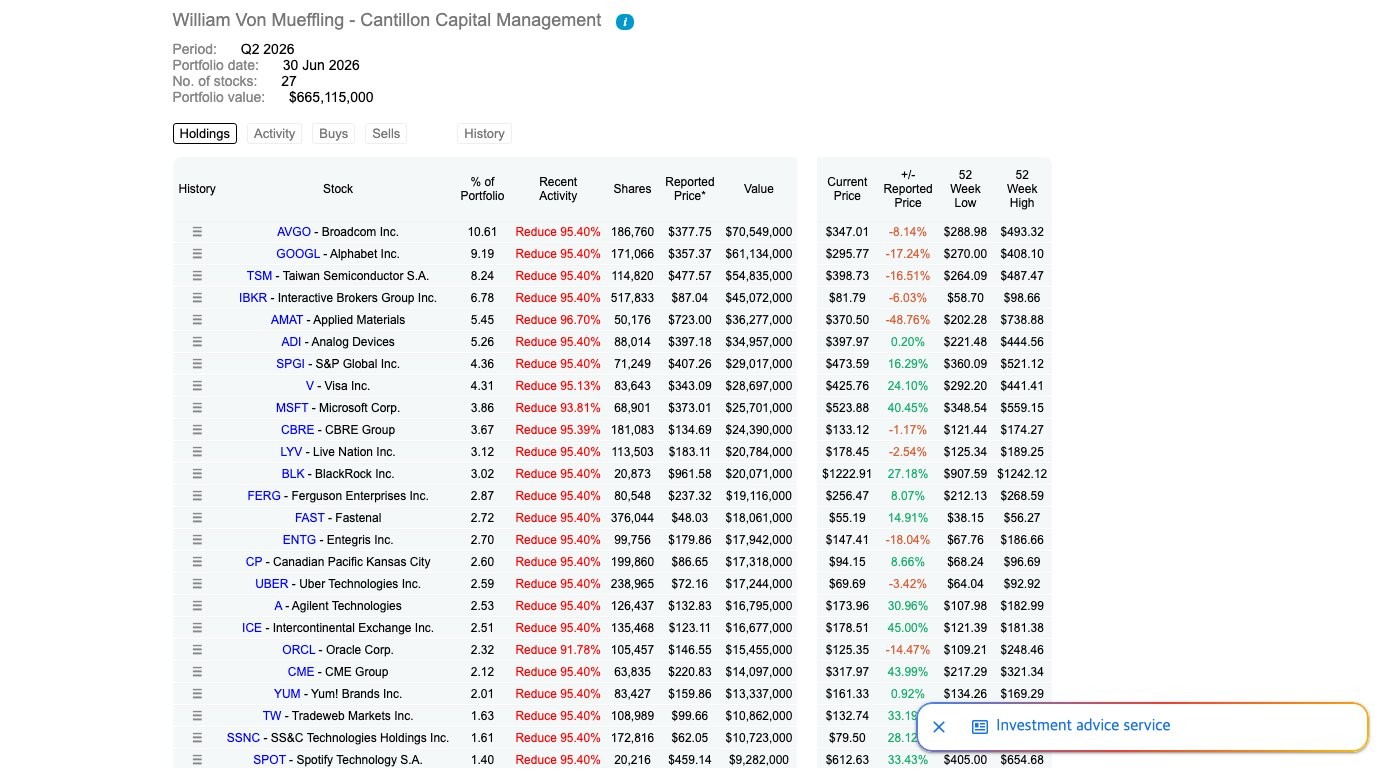 William Von Mueffling - Cantillon Capital Management i
Period: Q2 2026
Portfolio date: 30 Jun 2026
No. of stocks: 27
Portfolio value: $665,115,000
Holdings Activity Buys Sells History
History Stock % of Portfolio Recent Activity Shares Reported Price* Value Current Price +/- Reported Price 52 Week Low 52 Week High
≡ AVGO - Broadcom Inc. 10.61 Reduce 95.40% 186,760 $377.75 $70,549,000 $347.01 -8.14% $288.98 $493.32
≡ GOOGL - Alphabet Inc. 9.19 Reduce 95.40% 171,066 $357.37 $61,134,000 $295.77 -17.24% $270.00 $408.10
≡ TSM - Taiwan Semiconductor S.A. 8.24 Reduce 95.40% 114,820 $477.57 $54,835,000 $398.73 -16.51% $264.09 $487.47
≡ IBKR - Interactive Brokers Group Inc. 6.78 Reduce 95.40% 517,833 $87.04 $45,072,000 $81.79 -6.03% $58.70 $98.66
≡ AMAT - Applied Materials 5.45 Reduce 96.70% 50,176 $723.00 $36,277,000 $370.50 -48.76% $202.28 $738.88
≡ ADI - Analog Devices 5.26 Reduce 95.40% 88,014 $397.18 $34,957,000 $397.97 0.20% $221.48 $444.56
≡ SPGI - S&P Global Inc. 4.36 Reduce 95.40% 71,249 $407.26 $29,017,000 $473.59 16.29% $360.09 $521.12
≡ V - Visa Inc. 4.31 Reduce 95.13% 83,643 $343.09 $28,697,000 $425.76 24.10% $292.20 $441.41
≡ MSFT - Microsoft Corp. 3.86 Reduce 93.81% 68,901 $373.01 $25,701,000 $523.88 40.45% $348.54 $559.15
≡ CBRE - CBRE Group 3.67 Reduce 95.39% 181,083 $134.69 $24,390,000 $133.12 -1.17% $121.44 $174.27
≡ LYV - Live Nation Inc. 3.12 Reduce 95.40% 113,503 $183.11 $20,784,000 $178.45 -2.54% $125.34 $189.25
≡ BLK - BlackRock Inc. 3.02 Reduce 95.40% 20,873 $961.58 $20,071,000 $1222.91 27.18% $907.59 $1242.12
≡ FERG - Ferguson Enterprises Inc. 2.87 Reduce 95.40% 80,548 $237.32 $19,116,000 $256.47 8.07% $212.13 $268.59
≡ FAST - Fastenal 2.72 Reduce 95.40% 376,044 $48.03 $18,061,000 $55.19 14.91% $38.15 $56.27
≡ ENTG - Entegris Inc. 2.70 Reduce 95.40% 99,756 $179.86 $17,942,000 $147.41 -18.04% $67.76 $186.66
≡ CP - Canadian Pacific Kansas City 2.60 Reduce 95.40% 199,860 $86.65 $17,318,000 $94.15 8.66% $68.24 $96.69
≡ UBER - Uber Technologies Inc. 2.59 Reduce 95.40% 238,965 $72.16 $17,244,000 $69.69 -3.42% $64.04 $92.92
≡ A - Agilent Technologies 2.53 Reduce 95.40% 126,437 $132.83 $16,795,000 $173.96 30.96% $107.98 $182.99
≡ ICE - Intercontinental Exchange Inc. 2.51 Reduce 95.40% 135,468 $123.11 $16,677,000 $178.51 45.00% $121.39 $181.38
≡ ORCL - Oracle Corp. 2.32 Reduce 91.78% 105,457 $146.55 $15,455,000 $125.35 -14.47% $109.21 $248.46
≡ CME - CME Group 2.12 Reduce 95.40% 63,835 $220.83 $14,097,000 $317.97 43.99% $217.29 $321.34
≡ YUM - Yum! Brands Inc. 2.01 Reduce 95.40% 83,427 $159.86 $13,337,000 $161.33 0.92% $134.26 $169.29
≡ TW - Tradeweb Markets Inc. 1.63 Reduce 95.40% 108,989 $99.66 $10,862,000 $132.74 33.19
≡ SSNC - SS&C Technologies Holdings Inc. 1.61 Reduce 95.40% 172,816 $62.05 $10,723,000 $79.50 28.12
≡ SPOT - Spotify Technology S.A. 1.40 Reduce 95.40% 20,216 $459.14 $9,282,000 $612.63 33.43% $405.00 $654.68
Investment advice service